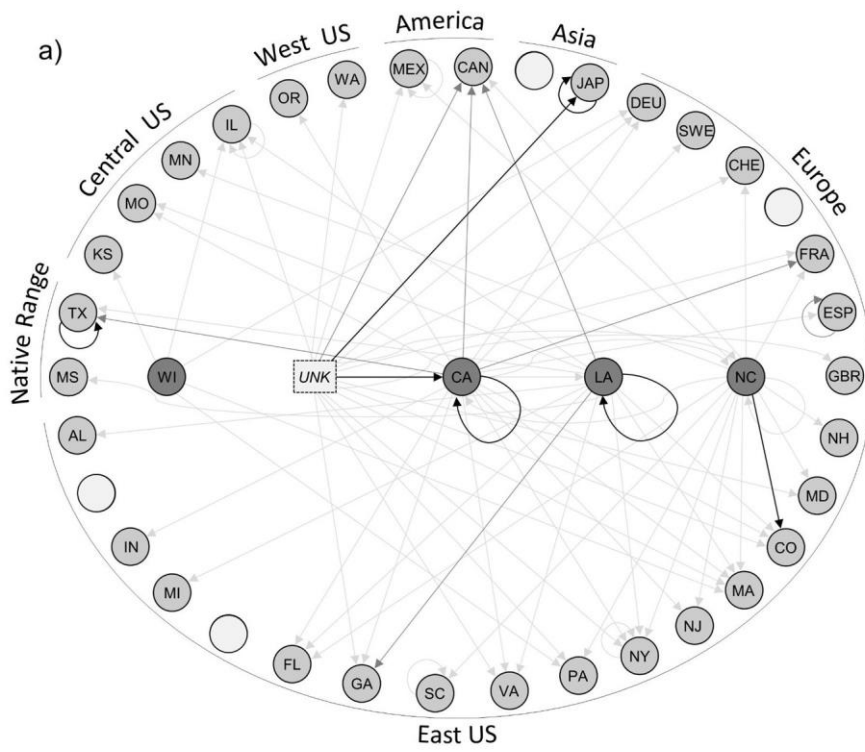 a)
Native Range
Central US
West US
America
Asia
Europe
East US
MEX
CAN
JAP
WA
OR
DEU
IL
SWE
MN
CHE
MO
KS
FRA
TX
ESP
MS
WI
UNK
CA
LA
NC
GBR
AL
NH
MD
IN
CO
MI
MA
NJ
FL
NY
GA
PA
SC
VA